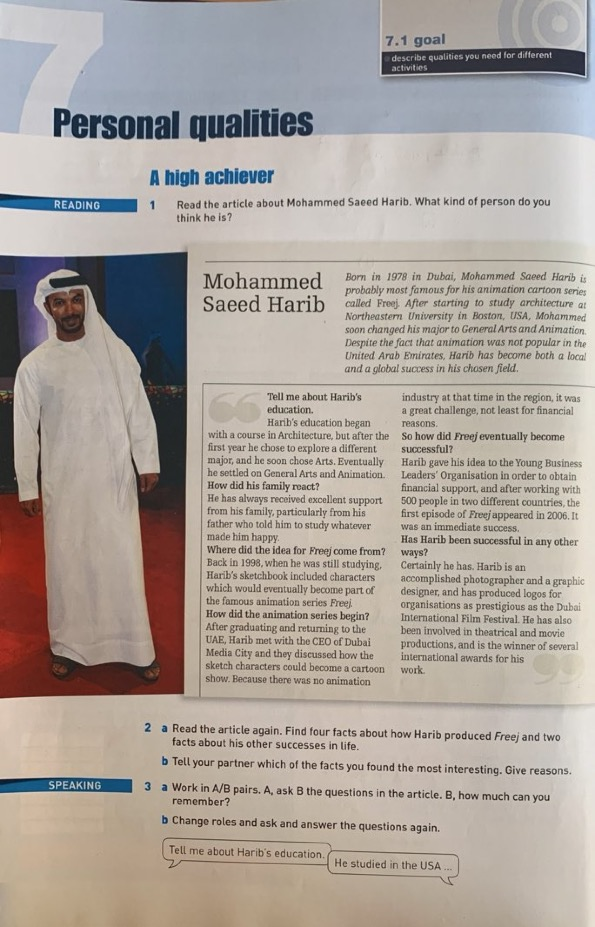 7
7.1 goal
describe qualities you need for different
activities
Personal qualities
A high achiever
READING
1 Read the article about Mohammed Saeed Harib. What kind of person do you
think he is?
Mohammed
Saeed Harib
Born in 1978 in Dubai, Mohammed Saeed Harib is
probably most famous for his animation cartoon series
called Freej. After starting to study architecture at
Northeastern University in Boston, USA, Mohammed
soon changed his major to General Arts and Animation.
Despite the fact that animation was not popular in the
United Arab Emirates, Harib has become both a local
and a global success in his chosen field.
Tell me about Harib's
education.
Harib's education began
with a course in Architecture, but after the
first year he chose to explore a different
major, and he soon chose Arts. Eventually
he settled on General Arts and Animation.
How did his family react?
He has always received excellent support
from his family, particularly from his
father who told him to study whatever
made him happy.
Where did the idea for Freej come from?
Back in 1998, when he was still studying,
Harib's sketchbook included characters
which would eventually become part of
the famous animation series Freej.
How did the animation series begin?
After graduating and returning to the
UAE, Harib met with the CEO of Dubai
Media City and they discussed how the
sketch characters could become a cartoon
show. Because there was no animation
industry at that time in the region, it was
a great challenge, not least for financial
reasons.
So how did Freej eventually become
successful?
Harib gave his idea to the Young Business
Leaders' Organisation in order to obtain
financial support, and after working with
500 people in two different countries, the
first episode of Freej appeared in 2006. It
was an immediate success.
Has Harib been successful in any other
ways?
Certainly he has. Harib is an
accomplished photographer and a graphic
designer, and has produced logos for
organisations as prestigious as the Dubai
International Film Festival. He has also
been involved in theatrical and movie
productions, and is the winner of several
international awards for his
work.
2 a Read the article again. Find four facts about how Harib produced Freej and two
facts about his other successes in life.
b Tell your partner which of the facts you found the most interesting. Give reasons.
SPEAKING
3 a Work in A/B pairs. A, ask B the questions in the article. B, how much can you
remember?
b Change roles and ask and answer the questions again.
Tell me about Harib's education.
He studied in the USA ...